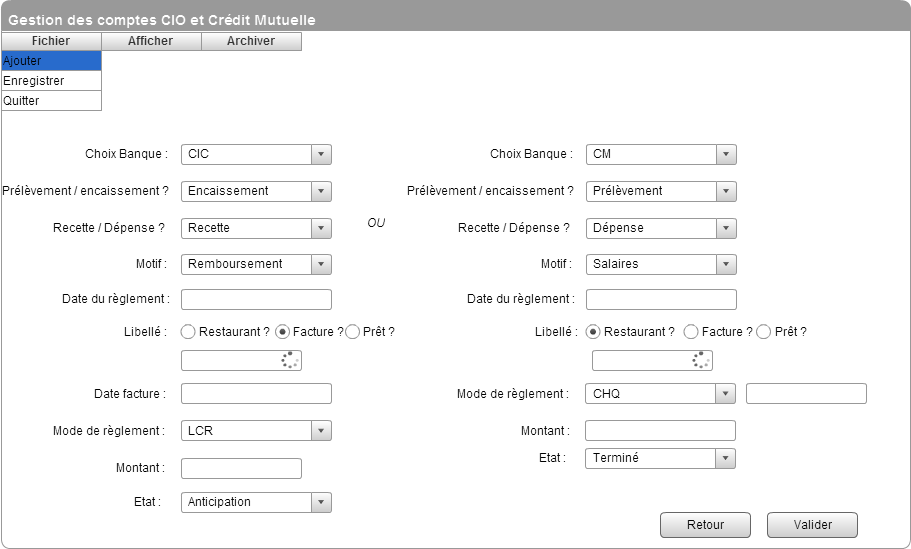 Gestion des comptes CIO et Crédit Mutuelle
Fichier Afficher Archiver
Ajouter
Enregistrer
Quitter
Choix Banque : CIC
Prélèvement / encaissement ? Encaissement
Recette / Dépense ? Recette
Motif : Remboursement
Date du règlement :
Libellé : Restaurant ? Facture ? Prêt ?
Date facture :
Mode de règlement : LCR
Montant :
Etat : Anticipation
OU
Choix Banque : CM
Prélèvement / encaissement ? Prélèvement
Recette / Dépense ? Dépense
Motif : Salaires
Date du règlement :
Libellé : Restaurant ? Facture ? Prêt ?
Mode de règlement : CHQ
Montant :
Etat : Terminé
Retour Valider